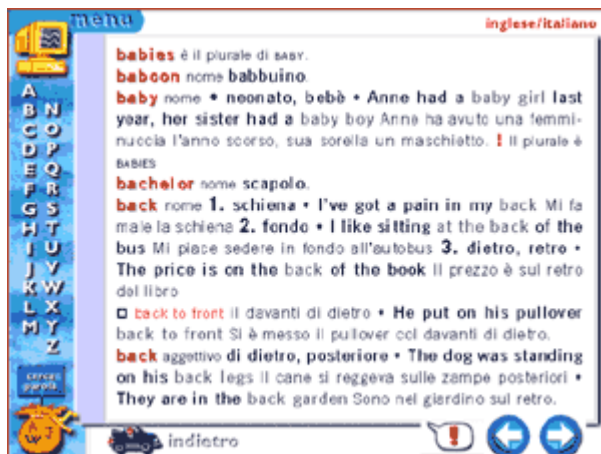 menu
inglese/italiano
babies è il plurale di BABY.
baboon nome babbuino.
baby nome • neonato, bebè • Anne had a baby girl last
year, her sister had a baby boy Anne ha avuto una femmi-
nuccia l'anno scorso, sua sorella un maschietto. ! Il plurale è
BABIES
bachelor nome scapolo.
back nome 1. schiena • I've got a pain in my back Mi fa
male la schiena 2. fondo • I like sitting at the back of the
bus Mi piace sedere in fondo all'autobus 3. dietro, retro •
The price is on the back of the book Il prezzo è sul retro
del libro
back to front il davanti di dietro • He put on his pullover
back to front Si è messo il pullover col davanti di dietro.
back aggettivo di dietro, posteriore • The dog was standing
on his back legs Il cane si reggeva sulle zampe posteriori •
They are in the back garden Sono nel giardino sul retro.
A
B N
C O
D P
E Q
F R
G S
H T
I U
J V
K W
L X
M Y
Z
cerca
parola
indietro
!